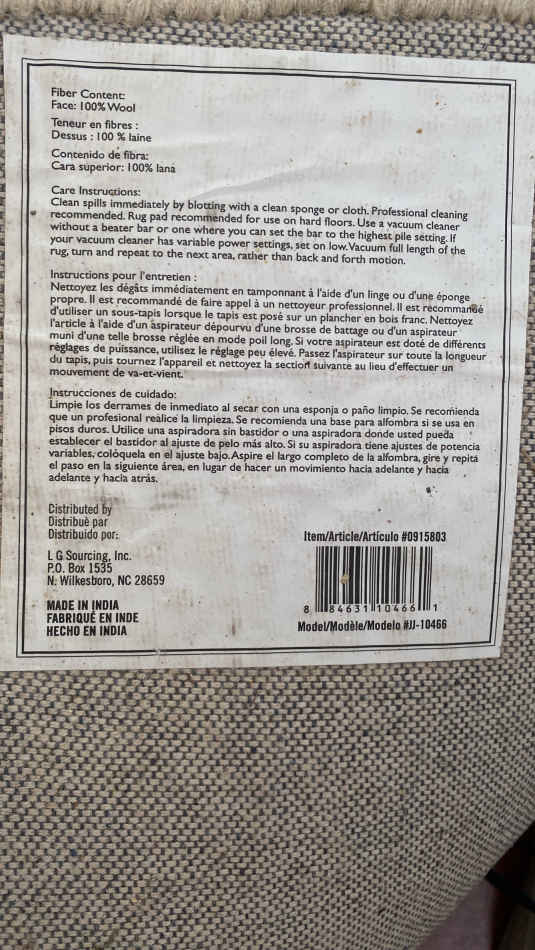 Fiber Content:
Face: 100% Wool
Teneur en fibres :
Dessus : 100 % laine
Contenido de fibra:
Cara superior: 100% lana
Care Instructions:
Clean spills immediately by blotting with a clean sponge or cloth. Professional cleaning
recommended. Rug pad recommended for use on hard floors. Use a vacuum cleaner
without a beater bar or one where you can set the bar to the highest pile setting. If
your vacuum cleaner has variable power settings, set on low. Vacuum full length of the
rug, turn and repeat to the next area, rather than back and forth motion.
Instructions pour l'entretien :
Nettoyez les dégâts immédiatement en tamponnant à l'aide d'un linge ou d'une éponge
propre. Il est recommandé de faire appel à un nettoyeur professionnel. Il est recommandé
d'utiliser un sous-tapis lorsque le tapis est posé sur un plancher en bois franc. Nettoyez
l'article à l'aide d'un aspirateur dépourvu d'une brosse de battage ou d'un aspirateur
muni d'une telle brosse réglée en mode poil long. Si votre aspirateur est doté de différents
réglages de puissance, utilisez le réglage peu élevé. Passez l'aspirateur sur toute la longueur
du tapis, puis tournez l'appareil et nettoyez la section suivante au lieu d'effectuer un
mouvement de va-et-vient.
Instrucciones de cuidado:
Limpie los derrames de inmediato al secar con una esponja o paño limpio. Se recomienda
que un profesional realice la limpieza. Se recomienda una base para alfombra si se usa en
pisos duros. Utilice una aspiradora sin bastidor o una aspiradora donde usted pueda
establecer el bastidor al ajuste de pelo más alto. Si su aspiradora tiene ajustes de potencia
variables, colóquela en el ajuste bajo. Aspire el largo completo de la alfombra, gire y repita
el paso en la siguiente área, en lugar de hacer un movimiento hacia adelante y hacia
adelante y hacia atrás.
Distributed by
Distribuè par
Distribuido por:
L G Sourcing, Inc.
P.O. Box 1535
N. Wilkesboro, NC 28659
MADE IN INDIA
FABRIQUÉ EN INDE
HECHO EN INDIA
Item/Article/Artículo #0915803
8 84631 10466 1
Model/Modèle/Modelo #JJ-10466